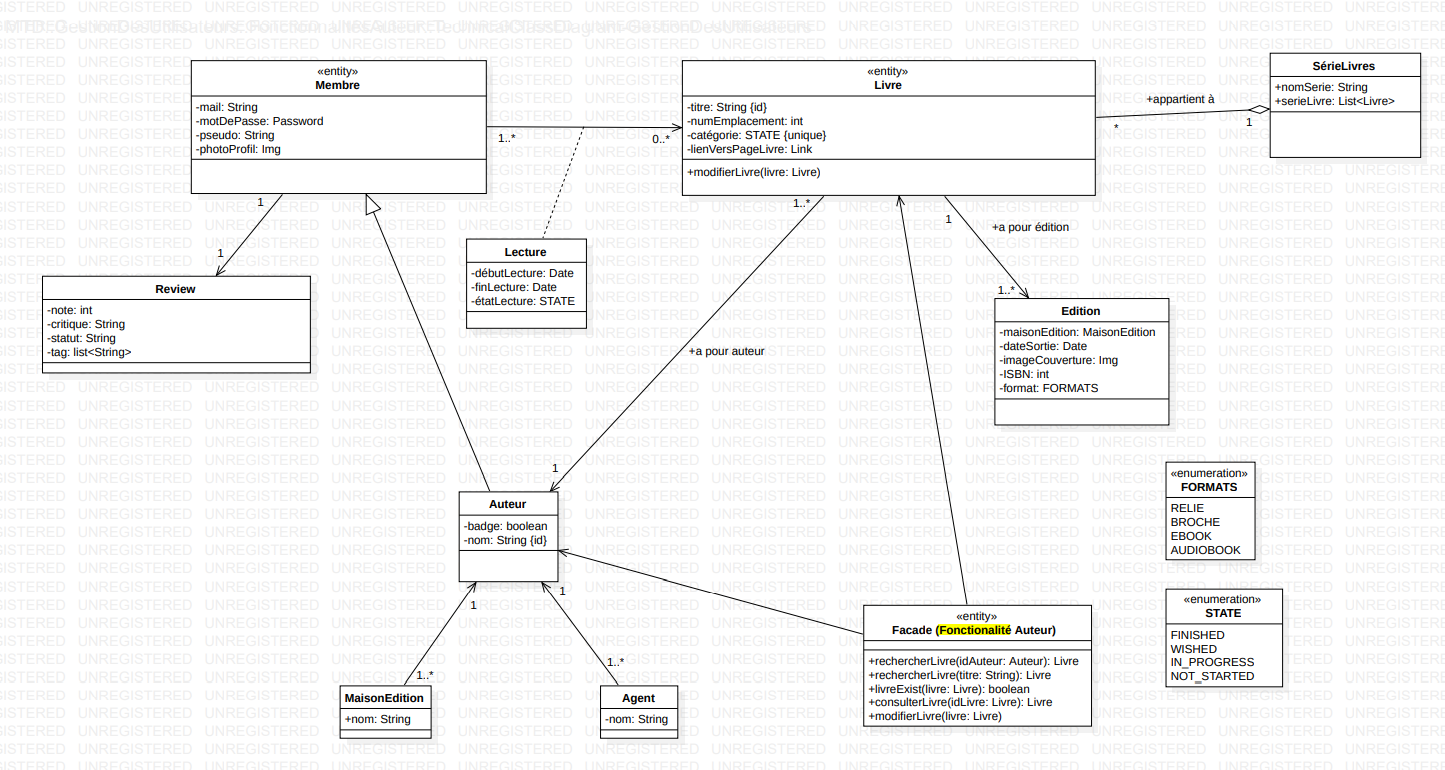 MTD: GestionDesUtilisateurs, FonctionnalitésAuteur, TechnicalClassDiagram GestionDesUtilisateurs
UNREGISTERED
«entity»
Membre
-mail: String
-motDePasse: Password
-pseudo: String
-photoProfil: Img
1..*
0..*
«entity»
Livre
-titre: String {id}
-numEmplacement: int
-catégorie: STATE {unique}
-lienVersPageLivre: Link
+modifierLivre(livre: Livre)
+appartient à
*
1
SérieLivres
+nomSerie: String
+serieLivre: List<Livre>
1
1
Review
-note: int
-critique: String
-statut: String
-tag: list<String>
Lecture
-débutLecture: Date
-finLecture: Date
-étatLecture: STATE
1..*
+a pour auteur
1
1
+a pour édition
1..*
Edition
-maisonEdition: MaisonEdition
-dateSortie: Date
-imageCouverture: Img
-ISBN: int
-format: FORMATS
Auteur
-badge: boolean
-nom: String {id}
1
1
1..*
1..*
MaisonEdition
+nom: String
Agent
-nom: String
«entity»
Facade (Fonctionalité Auteur)
+rechercherLivre(idAuteur: Auteur): Livre
+rechercherLivre(titre: String): Livre
+livreExist(livre: Livre): boolean
+consulterLivre(idLivre: Livre): Livre
+modifierLivre(livre: Livre)
«enumeration»
FORMATS
RELIE
BROCHE
EBOOK
AUDIOBOOK
«enumeration»
STATE
FINISHED
WISHED
IN_PROGRESS
NOT_STARTED